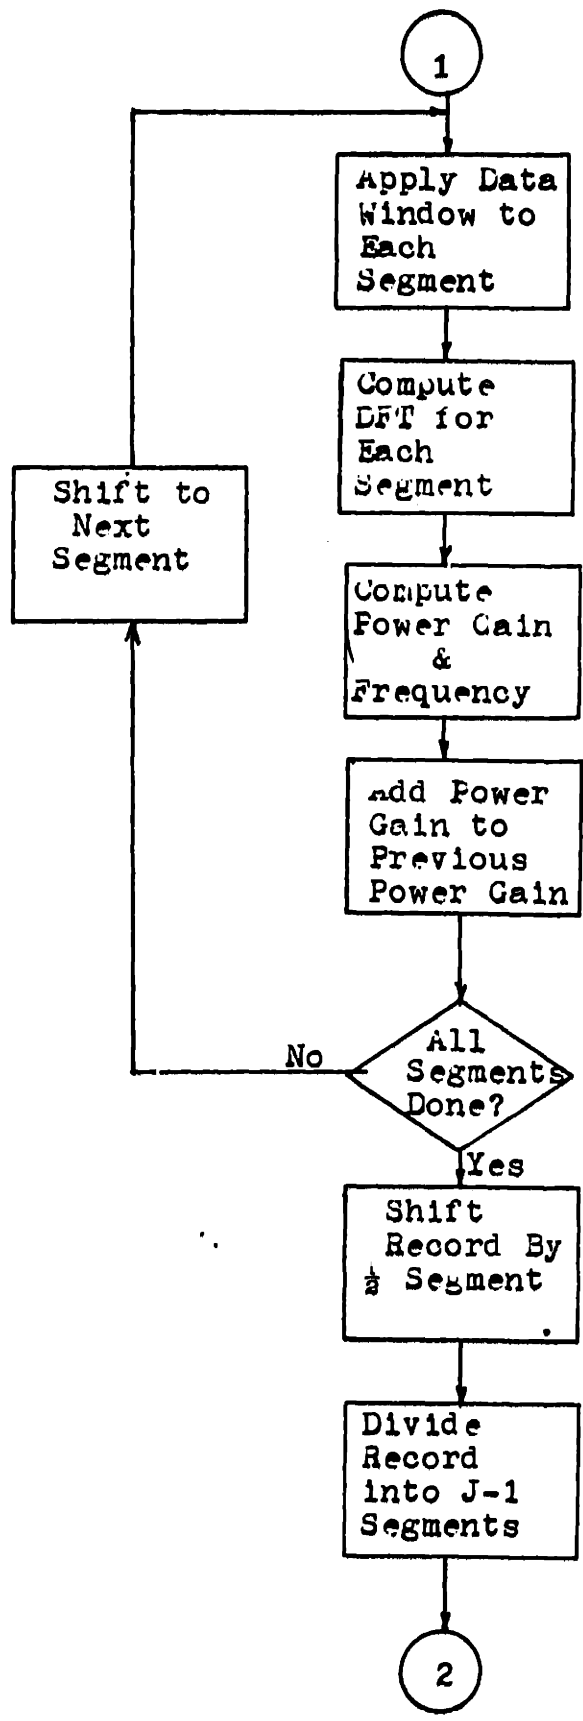 1
Apply Data
Window to
Each
Segment
Compute
DFT for
Each
Segment
Shift to
Next
Segment
Compute
Power Gain
&
Frequency
Add Power
Gain to
Previous
Power Gain
No
All
Segments
Done?
Yes
Shift
Record By
½ Segment
Divide
Record
into J-1
Segments
2